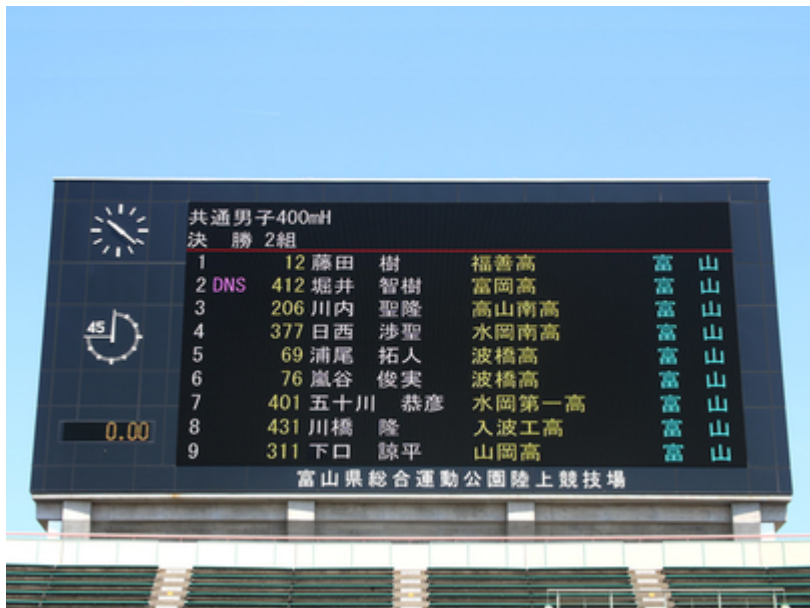 共通男子400mH
決 勝 2組
1 12 藤田 樹 福善高 富 山
2 DNS 412 堀井 智樹 富岡高 富 山
3 206 川内 聖隆 高山南高 富 山
4 377 日西 渉聖 水岡南高 富 山
5 69 浦尾 拓人 波橋高 富 山
6 76 嵐谷 俊実 波橋高 富 山
7 401 五十川 恭彦 水岡第一高 富 山
8 431 川橋 隆 入波工高 富 山
9 311 下口 諒平 山岡高 富 山
45
0.00
富山県総合運動公園陸上競技場